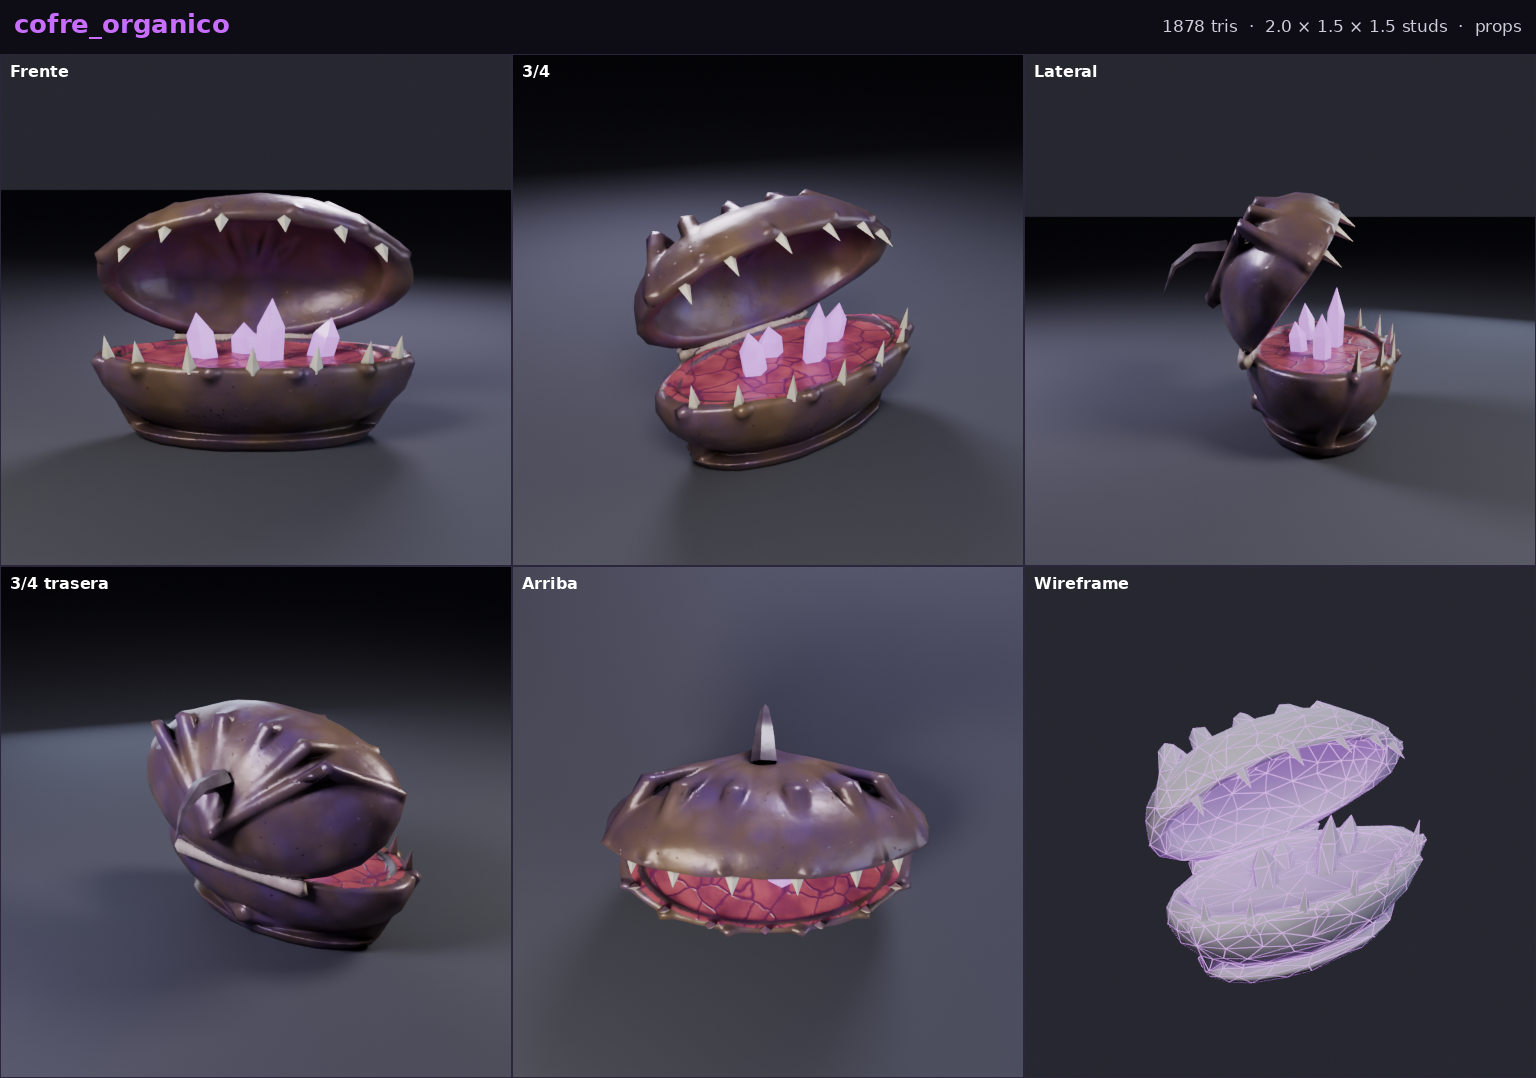 cofre_organico
1878 tris · 2.0 × 1.5 × 1.5 studs · props
Frente
3/4
Lateral
3/4 trasera
Arriba
Wireframe